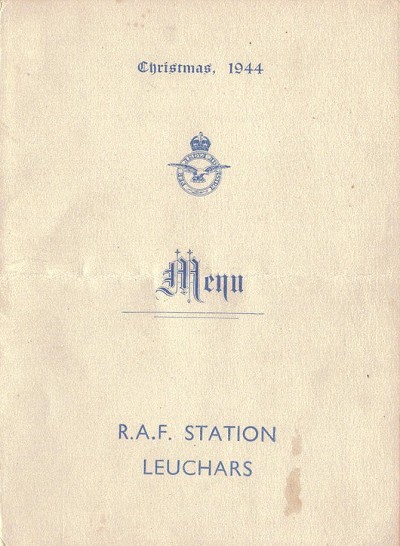 Christmas, 1944
Menu
R.A.F. STATION
LEUCHARS